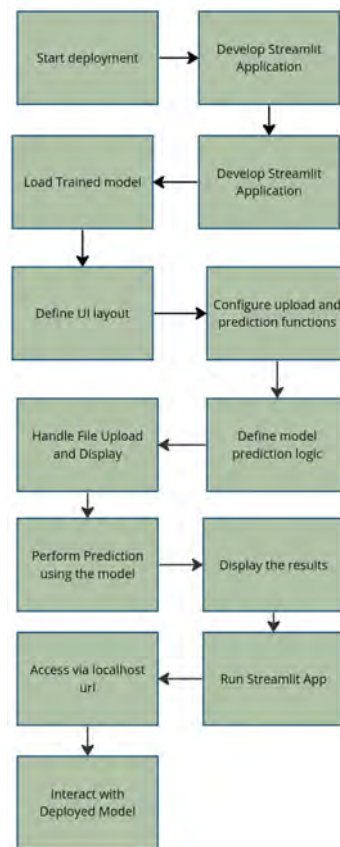 Start deployment
Develop Streamlit
Application
Develop Streamlit
Application
Load Trained model
Define UI layout
Configure upload and
prediction functions
Define model
prediction logic
Handle File Upload
and Display
Perform Prediction
using the model
Display the results
Run Streamlit App
Access via localhost
url
Interact with
Deployed Model